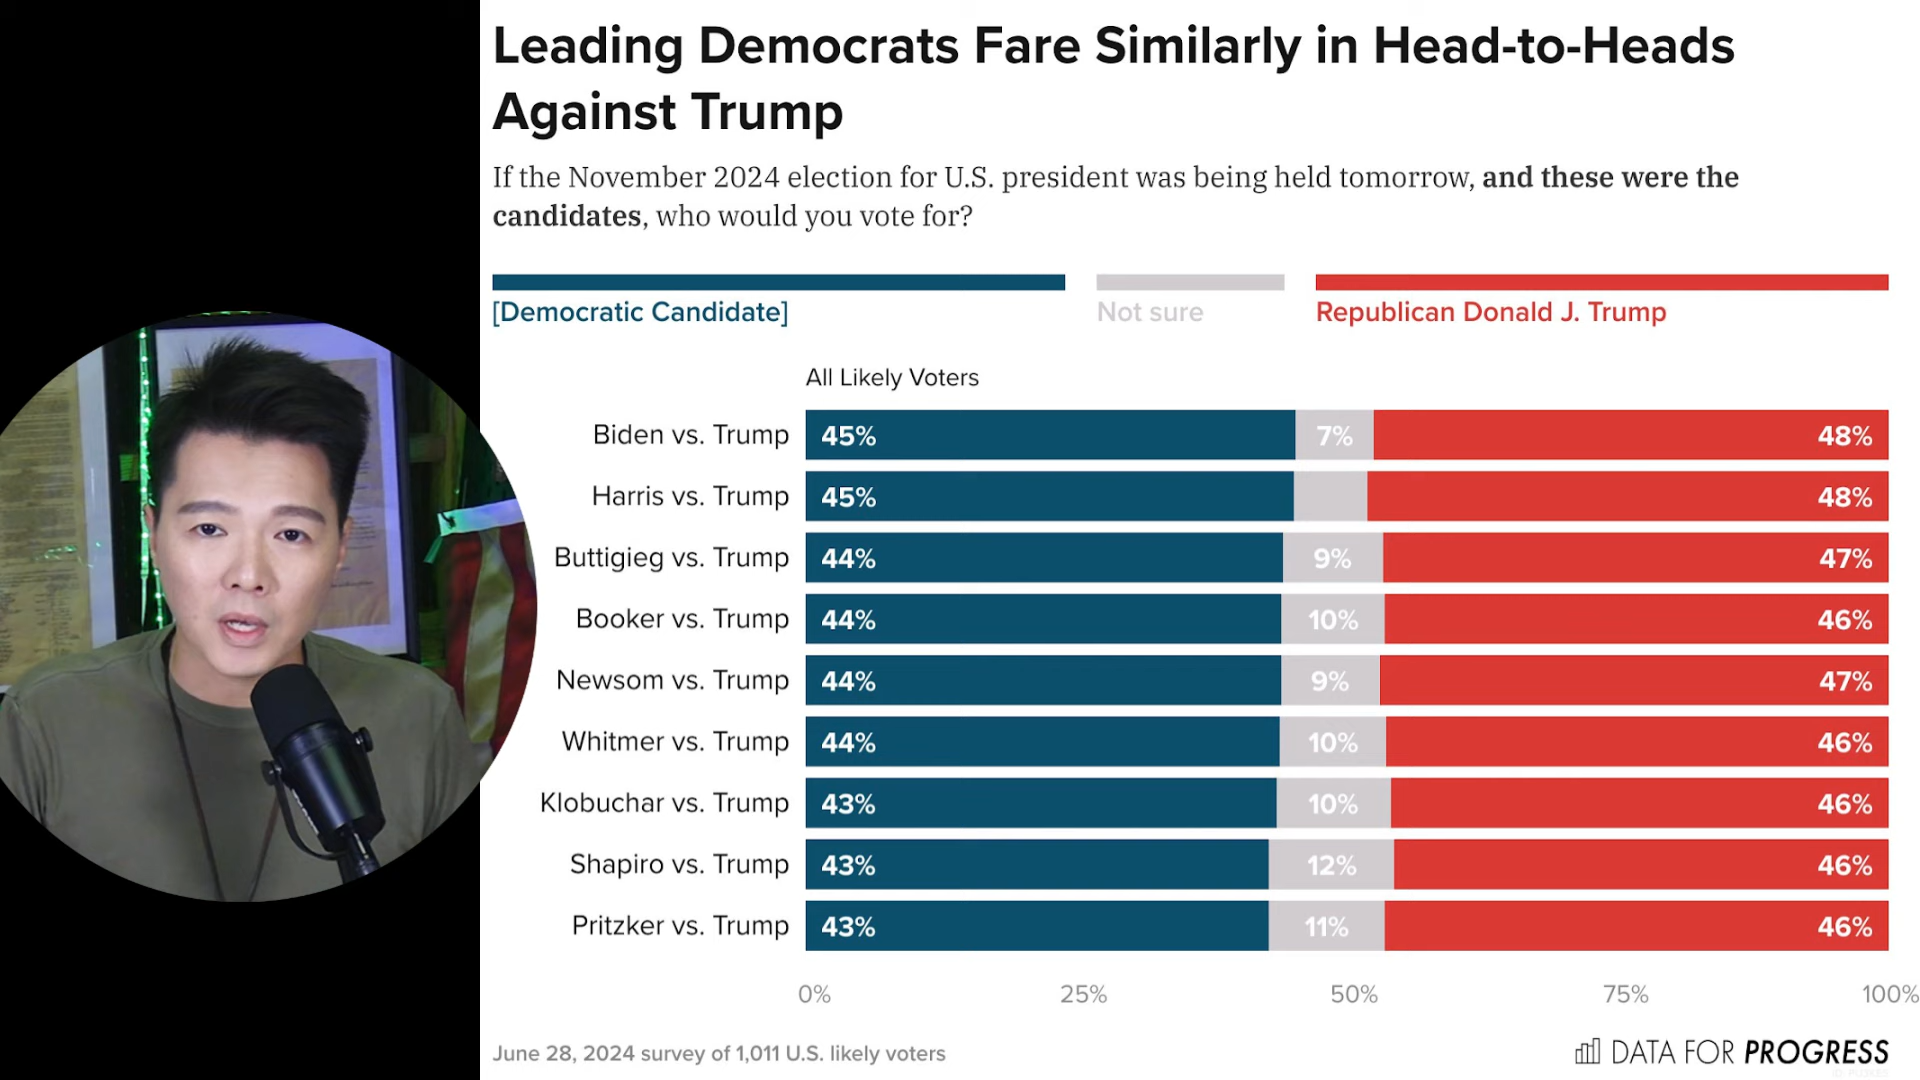 Leading Democrats Fare Similarly in Head-to-Heads
Against Trump
If the November 2024 election for U.S. president was being held tomorrow, and these were the
candidates, who would you vote for?
[Democratic Candidate]
Not sure
Republican Donald J. Trump
All Likely Voters
Biden vs. Trump 45% 7% 48%
Harris vs. Trump 45% 48%
Buttigieg vs. Trump 44% 9% 47%
Booker vs. Trump 44% 10% 46%
Newsom vs. Trump 44% 9% 47%
Whitmer vs. Trump 44% 10% 46%
Klobuchar vs. Trump 43% 10% 46%
Shapiro vs. Trump 43% 12% 46%
Pritzker vs. Trump 43% 11% 46%
0% 25% 50% 75% 100%
June 28, 2024 survey of 1,011 U.S. likely voters
DATA FOR PROGRESS